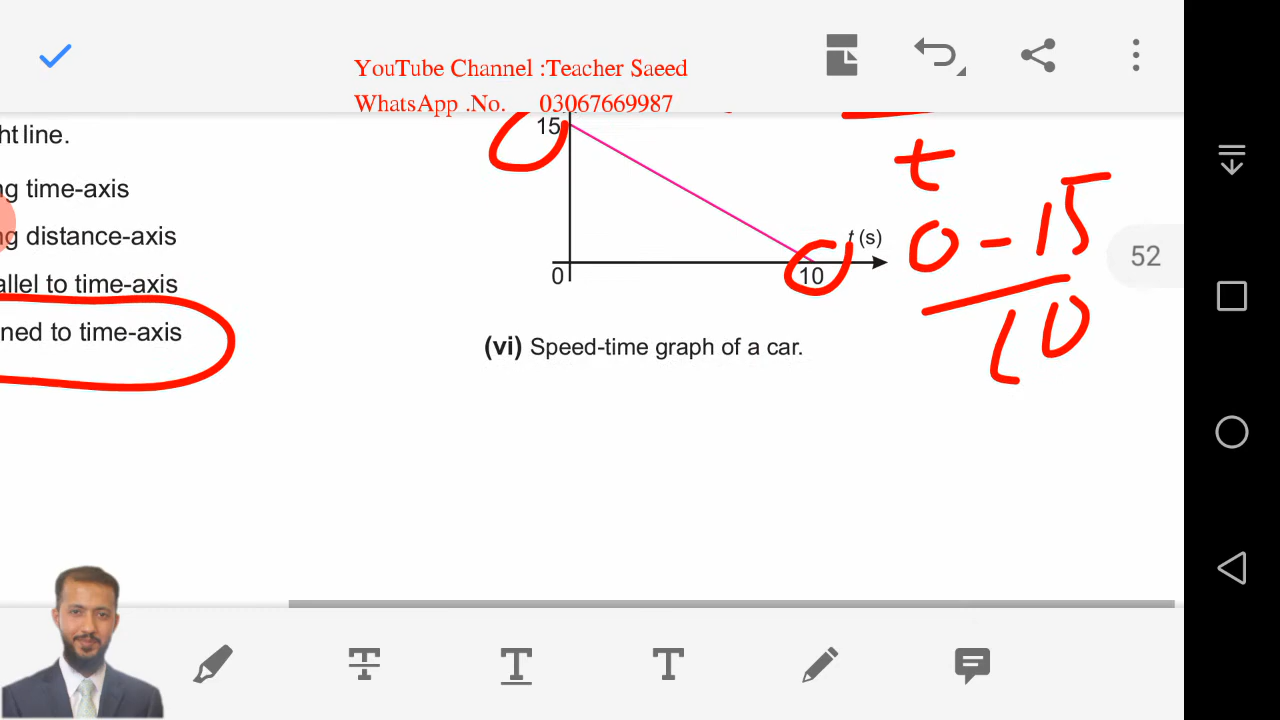 YouTube Channel :Teacher Saeed
WhatsApp .No. 03067669987
ht line.
ng time-axis
ng distance-axis
allel to time-axis
ned to time-axis
15
t (s)
0
10
(vi) Speed-time graph of a car.
t
0 - 15
10
52
T
T
T